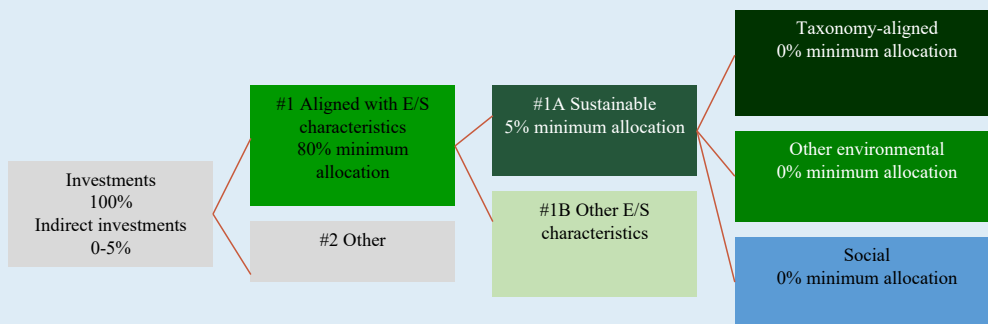 Investments
100%
Indirect investments
0-5%
#1 Aligned with E/S
characteristics
80% minimum
allocation
#2 Other
#1A Sustainable
5% minimum allocation
#1B Other E/S
characteristics
Taxonomy-aligned
0% minimum allocation
Other environmental
0% minimum allocation
Social
0% minimum allocation